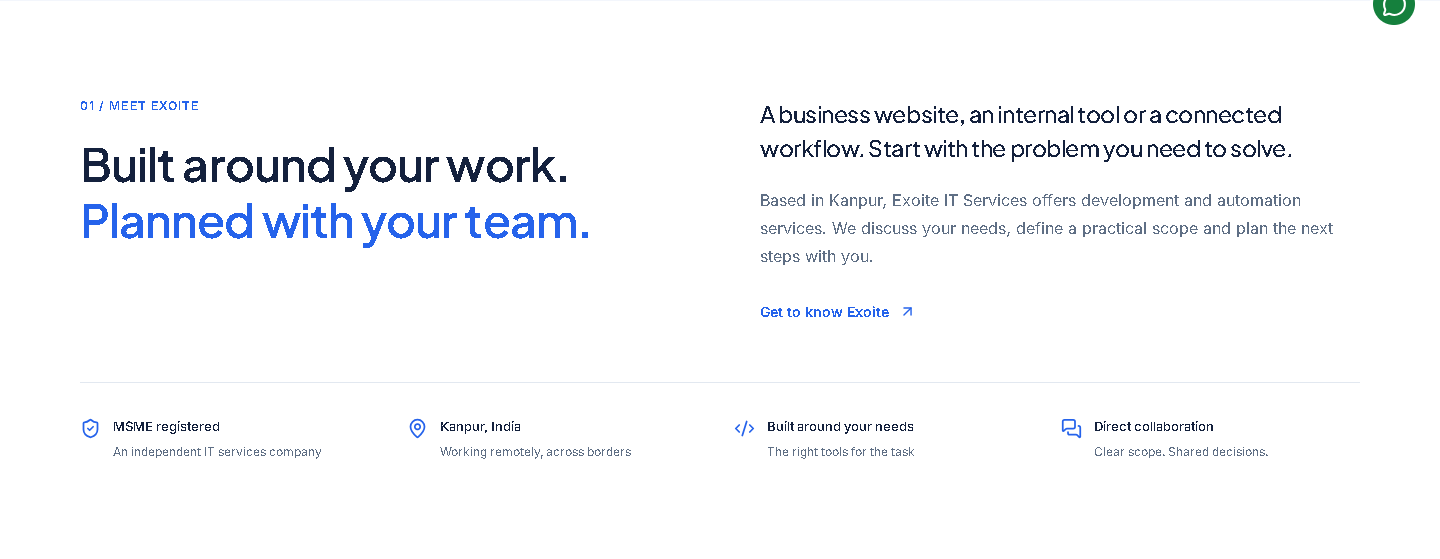 01 / MEET EXOITE
Built around your work.
Planned with your team.
A business website, an internal tool or a connected
workflow. Start with the problem you need to solve.
Based in Kanpur, Exoite IT Services offers development and automation
services. We discuss your needs, define a practical scope and plan the next
steps with you.
Get to know Exoite
MSME registered
An independent IT services company
Kanpur, India
Working remotely, across borders
Built around your needs
The right tools for the task
Direct collaboration
Clear scope. Shared decisions.